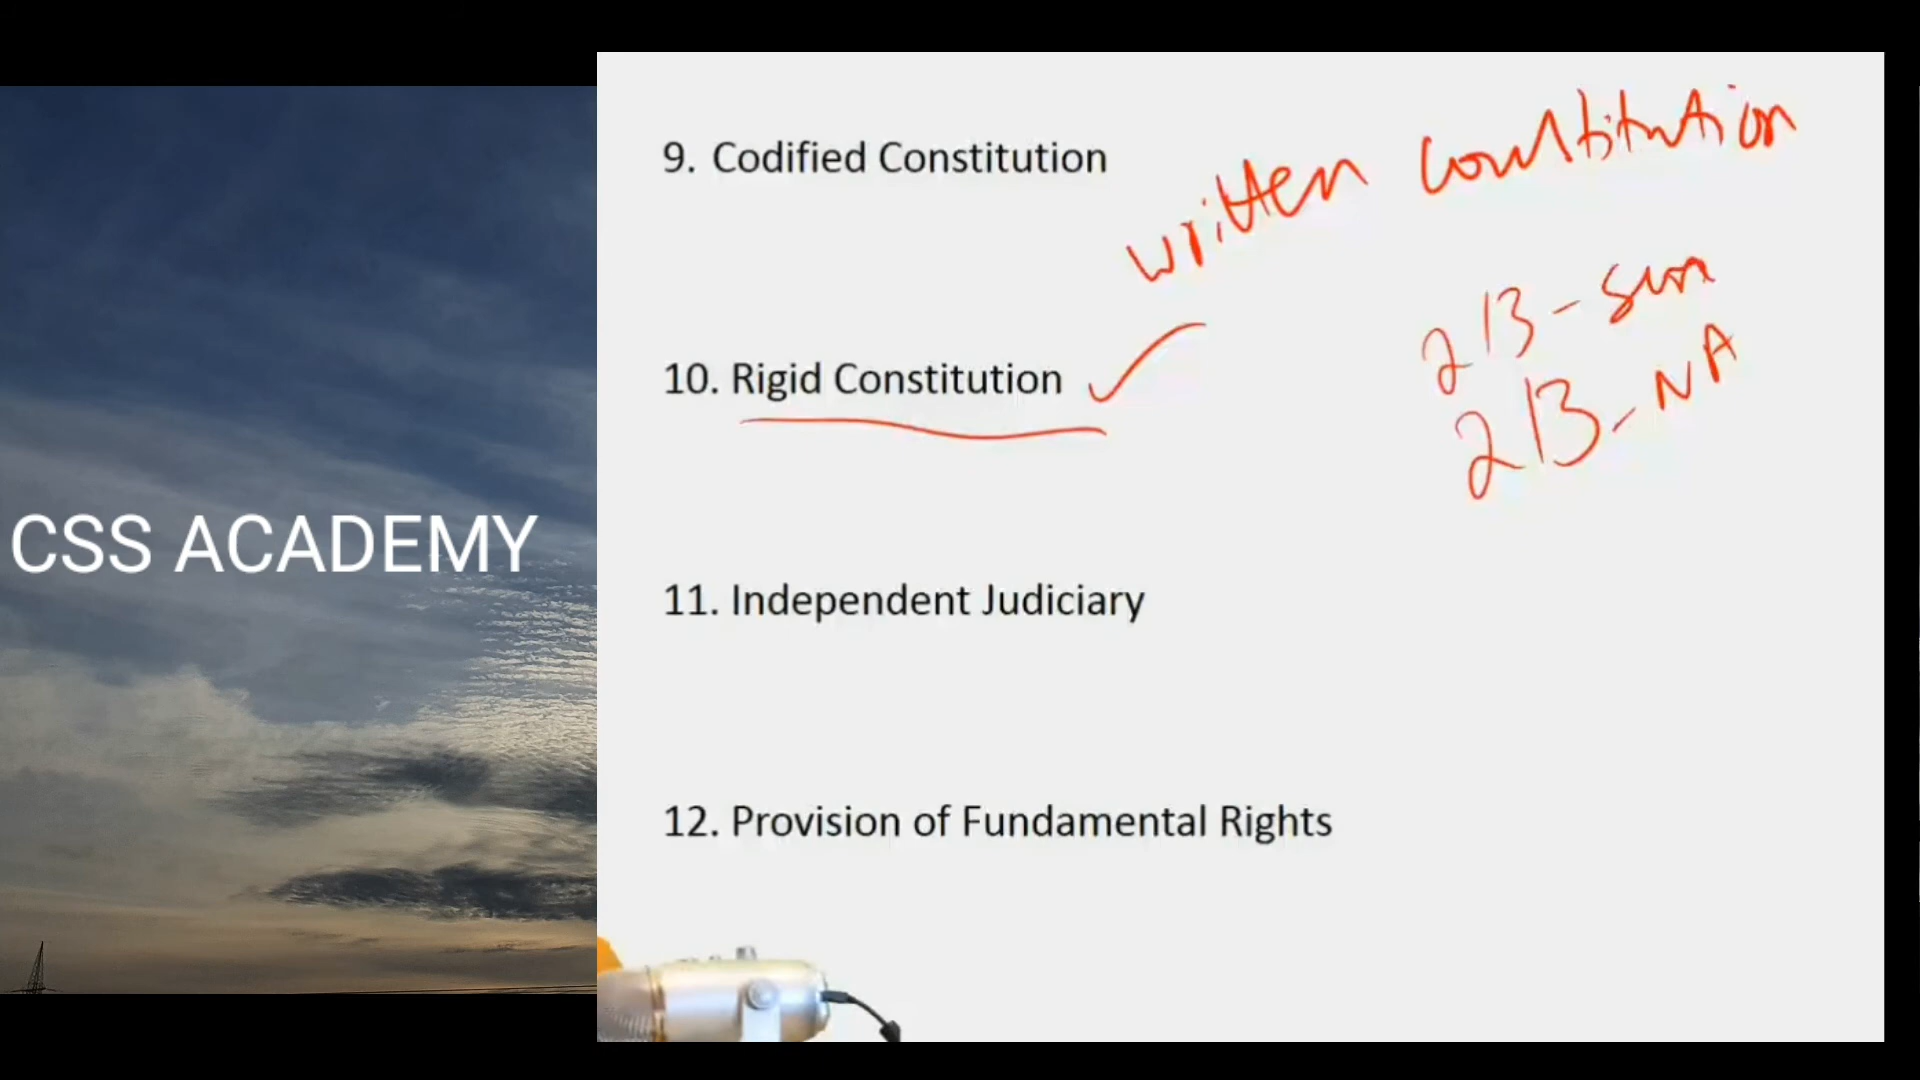 CSS ACADEMY
9. Codified Constitution
written constitution
2/3 - sen
2/3 - NA
10. Rigid Constitution
11. Independent Judiciary
12. Provision of Fundamental Rights